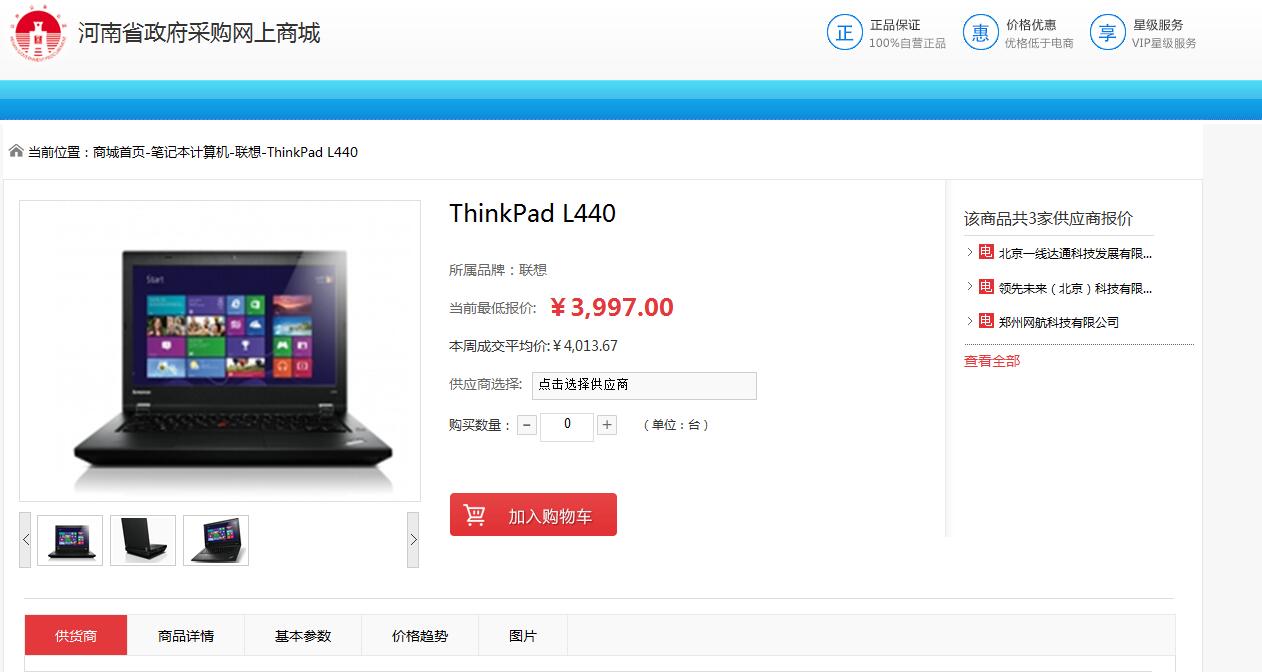 河南省政府采购网上商城
正 正品保证
100%自营正品
惠 价格优惠
优格低于电商
享 星级服务
VIP星级服务
当前位置：商城首页-笔记本计算机-联想-ThinkPad L440
ThinkPad L440
所属品牌：联想
当前最低报价: ¥3,997.00
本周成交平均价:¥4,013.67
供应商选择: 点击选择供应商
购买数量： - 0 + （单位：台）
加入购物车
该商品共3家供应商报价
电 北京一线达通科技发展有限...
电 领先未来（北京）科技有限...
电 郑州网航科技有限公司
查看全部
Start
供货商 商品详情 基本参数 价格趋势 图片